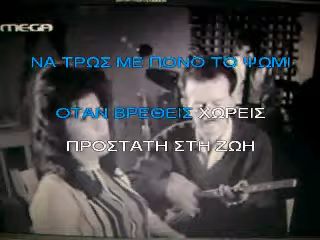 MEGA
ΝΑ ΤΡΩΣ ΜΕ ΠΟΝΟ ΤΟ ΨΩΜΙ
ΟΤΑΝ ΒΡΕΘΕΙΣ ΧΩΡΕΙΣ
ΠΡΟΣΤΑΤΗ ΣΤΗ ΖΩΗ